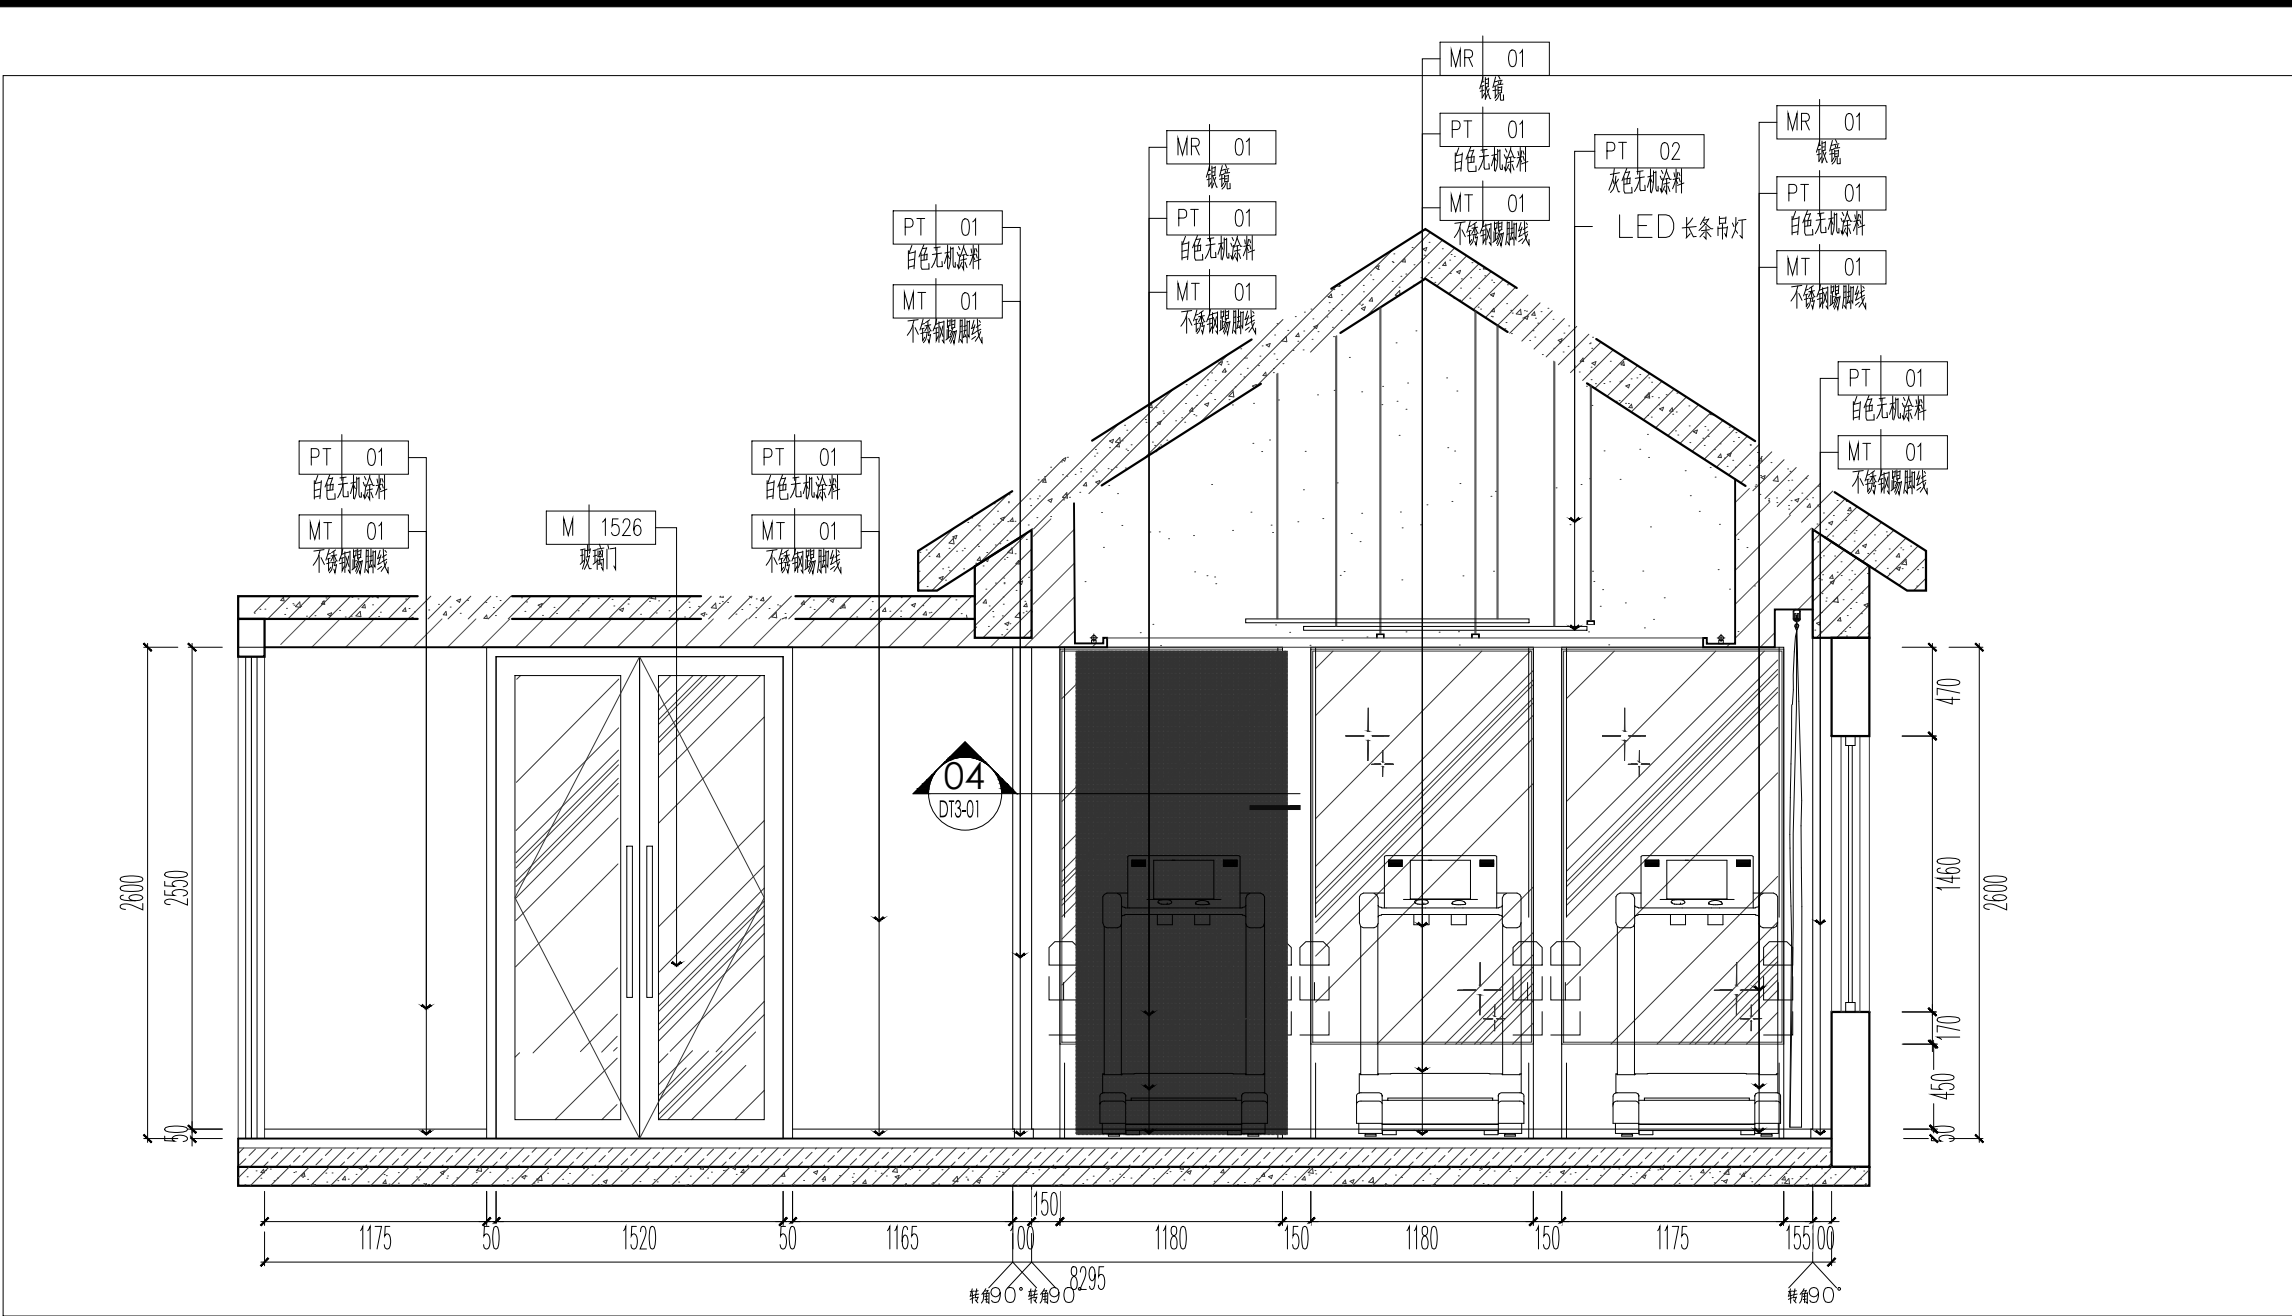 MR 01
银镜
PT 01
白色无机涂料
MT 01
不锈钢踢脚线
MR 01
银镜
PT 01
白色无机涂料
MT 01
不锈钢踢脚线
PT 02
灰色无机涂料
LED 长条吊灯
MR 01
银镜
PT 01
白色无机涂料
MT 01
不锈钢踢脚线
PT 01
白色无机涂料
MT 01
不锈钢踢脚线
PT 01
白色无机涂料
MT 01
不锈钢踢脚线
PT 01
白色无机涂料
MT 01
不锈钢踢脚线
M 1526
玻璃门
PT 01
白色无机涂料
MT 01
不锈钢踢脚线
04
DT3-01
2600
2550
50
470
1460
170
450
50
2600
150
1175 50 1520 50 1165 100 1180 150 1180 150 1175 155 100
8295
转角90° 转角90° 转角90°